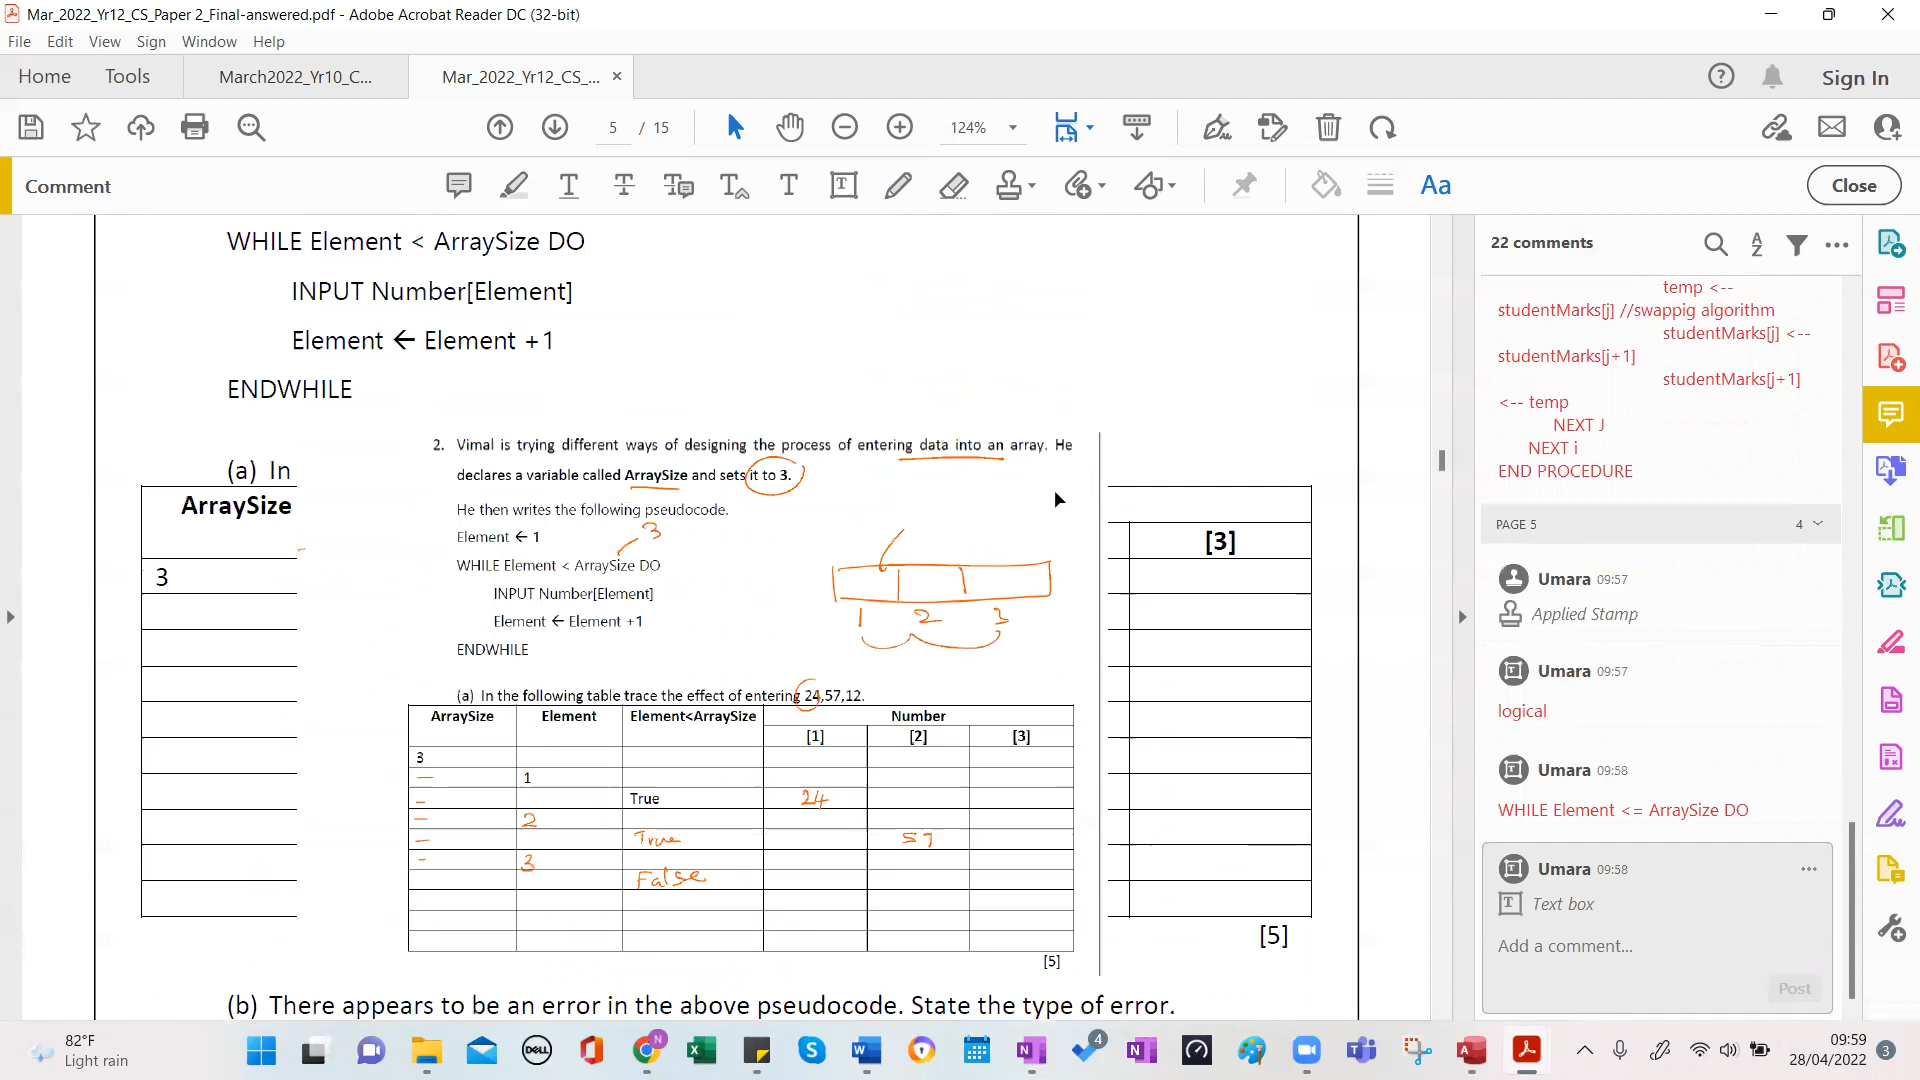 Mar_2022_Yr12_CS_Paper 2_Final-answered.pdf - Adobe Acrobat Reader DC (32-bit)
File Edit View Sign Window Help
Home Tools March2022_Yr10_C... Mar_2022_Yr12_CS_... ×
Sign In
5 / 15 124%
Comment
Aa
Close
WHILE Element < ArraySize DO
INPUT Number[Element]
Element ← Element +1
ENDWHILE
(a) In
ArraySize
3
[3]
[5]
2. Vimal is trying different ways of designing the process of entering data into an array. He
declares a variable called ArraySize and sets it to 3.
He then writes the following pseudocode.
3
Element ← 1
WHILE Element < ArraySize DO
INPUT Number[Element]
Element ← Element +1
ENDWHILE
1 2 3
(a) In the following table trace the effect of entering 24,57,12.
ArraySize Element Element<ArraySize Number
[1] [2] [3]
3
1
True 24
2
True 57
3
False
[5]
(b) There appears to be an error in the above pseudocode. State the type of error.
22 comments
temp <--
studentMarks[j] //swappig algorithm
studentMarks[j] <--
studentMarks[j+1]
studentMarks[j+1]
<-- temp
NEXT J
NEXT i
END PROCEDURE
PAGE 5 4
Umara 09:57
Applied Stamp
Umara 09:57
logical
Umara 09:58
WHILE Element <= ArraySize DO
Umara 09:58
Text box
Add a comment...
Post
82°F
Light rain
DELL
4
09:59
28/04/2022
3